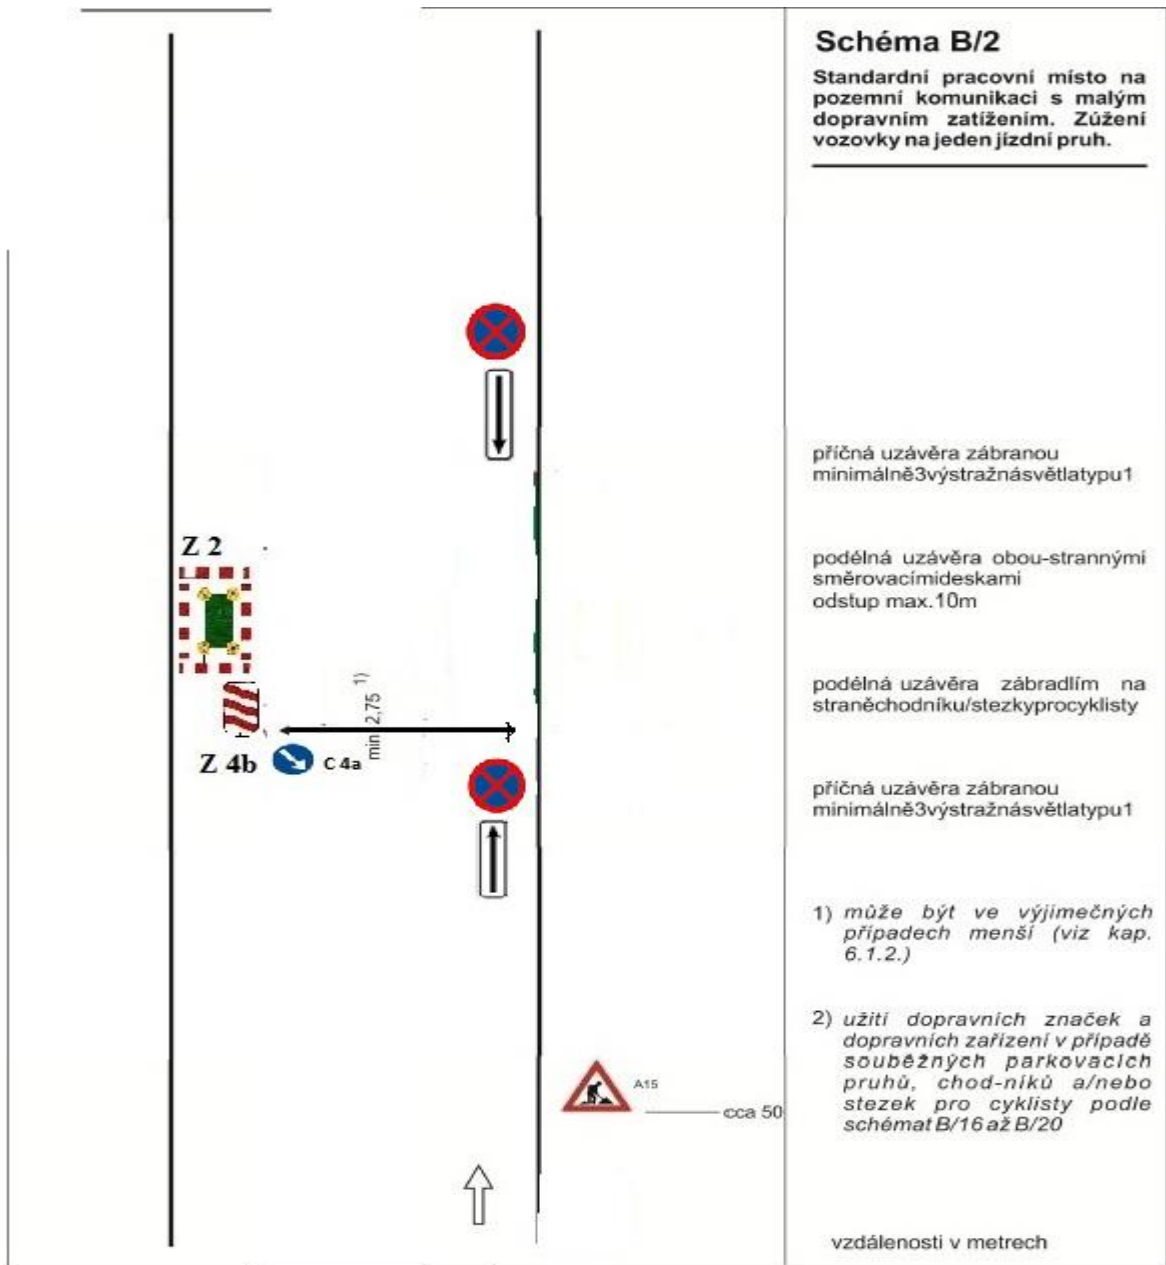 Schéma B/2
Standardní pracovní místo na
pozemní komunikaci s malým
dopravním zatížením. Zúžení
vozovky na jeden jízdní pruh.
příčná uzávěra zábranou
minimálně3výstražnásvětlatypu1
podélná uzávěra obou-strannými
směrovacímideskami
odstup max.10m
podélná uzávěra zábradlím na
straněchodníku/stezkyprocyklisty
příčná uzávěra zábranou
minimálně3výstražnásvětlatypu1
1) může být ve výjimečných
případech menší (viz kap.
6.1.2.)
2) užití dopravních značek a
dopravních zařízení v případě
souběžných parkovacích
pruhů, chod-níků a/nebo
stezek pro cyklisty podle
schémat B/16 až B/20
vzdálenosti v metrech
Z 2
min 2,75 1)
Z 4b
C 4a
A15
cca 50